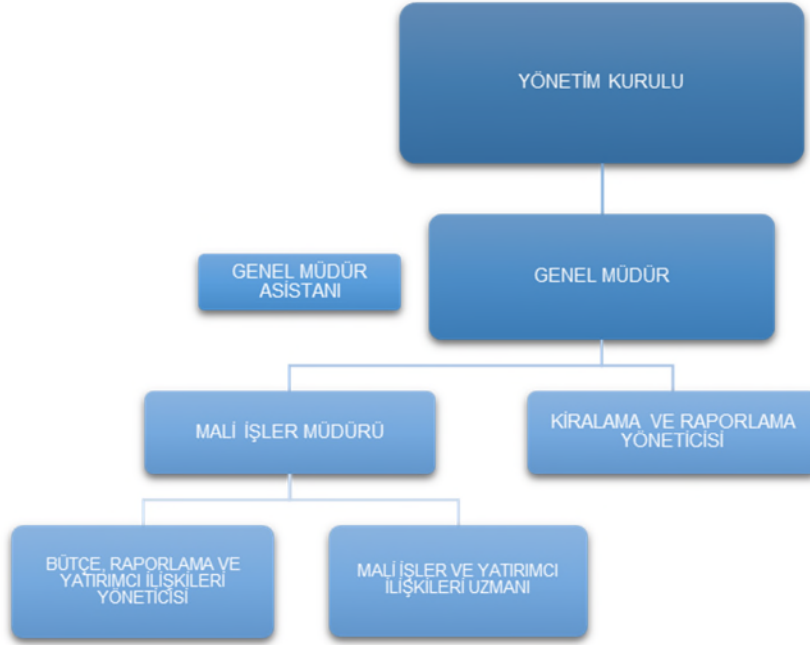 YÖNETİM KURULU
GENEL MÜDÜR
ASİSTANI
GENEL MÜDÜR
MALİ İŞLER MÜDÜRÜ
KİRALAMA VE RAPORLAMA
YÖNETİCİSİ
BÜTÇE, RAPORLAMA VE
YATIRIMCI İLİŞKİLERİ
YÖNETİCİSİ
MALİ İŞLER VE YATIRIMCI
İLİŞKİLERİ UZMANI